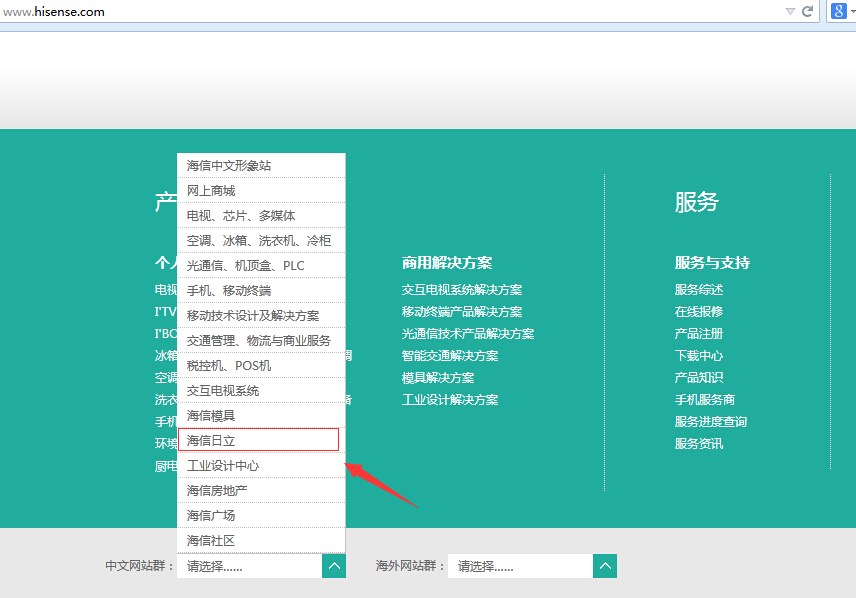 www.hisense.com
海信中文形象站
网上商城
电视、芯片、多媒体
空调、冰箱、洗衣机、冷柜
光通信、机顶盒、PLC
手机、移动终端
移动技术设计及解决方案
交通管理、物流与商业服务
税控机、POS机
交互电视系统
海信模具
海信日立
工业设计中心
海信房地产
海信广场
海信社区
产
个人
电视
I'TV
I'BO
冰箱
空调
洗衣
手机
环境
厨电
商用解决方案
交互电视系统解决方案
移动终端产品解决方案
光通信技术产品解决方案
智能交通解决方案
模具解决方案
工业设计解决方案
服务
服务与支持
服务综述
在线报修
产品注册
下载中心
产品知识
手机服务商
服务进度查询
服务资讯
中文网站群： 请选择...... 海外网站群： 请选择......